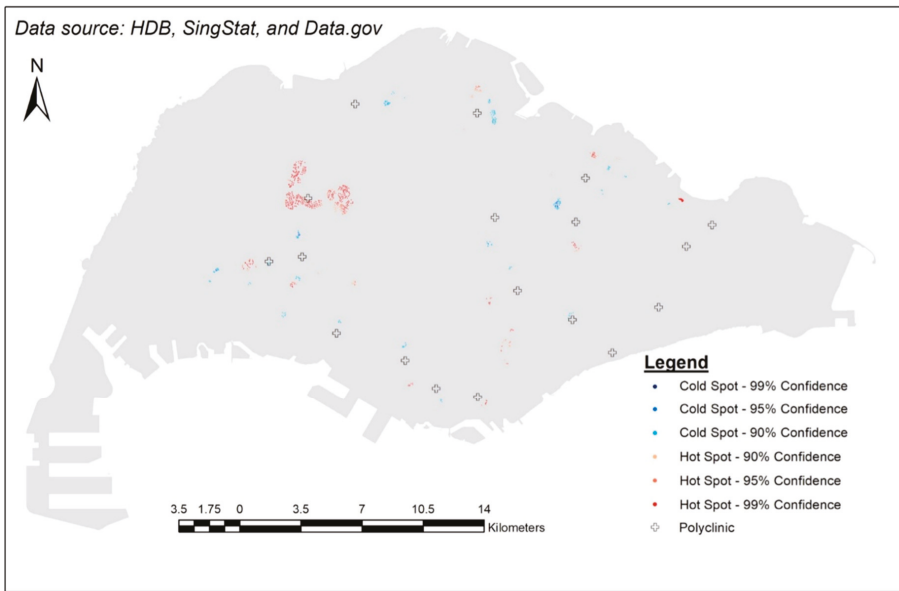 Data source: HDB, SingStat, and Data.gov
N
Legend
Cold Spot - 99% Confidence
Cold Spot - 95% Confidence
Cold Spot - 90% Confidence
Hot Spot - 90% Confidence
Hot Spot - 95% Confidence
Hot Spot - 99% Confidence
Polyclinic
3.5 1.75 0 3.5 7 10.5 14
Kilometers